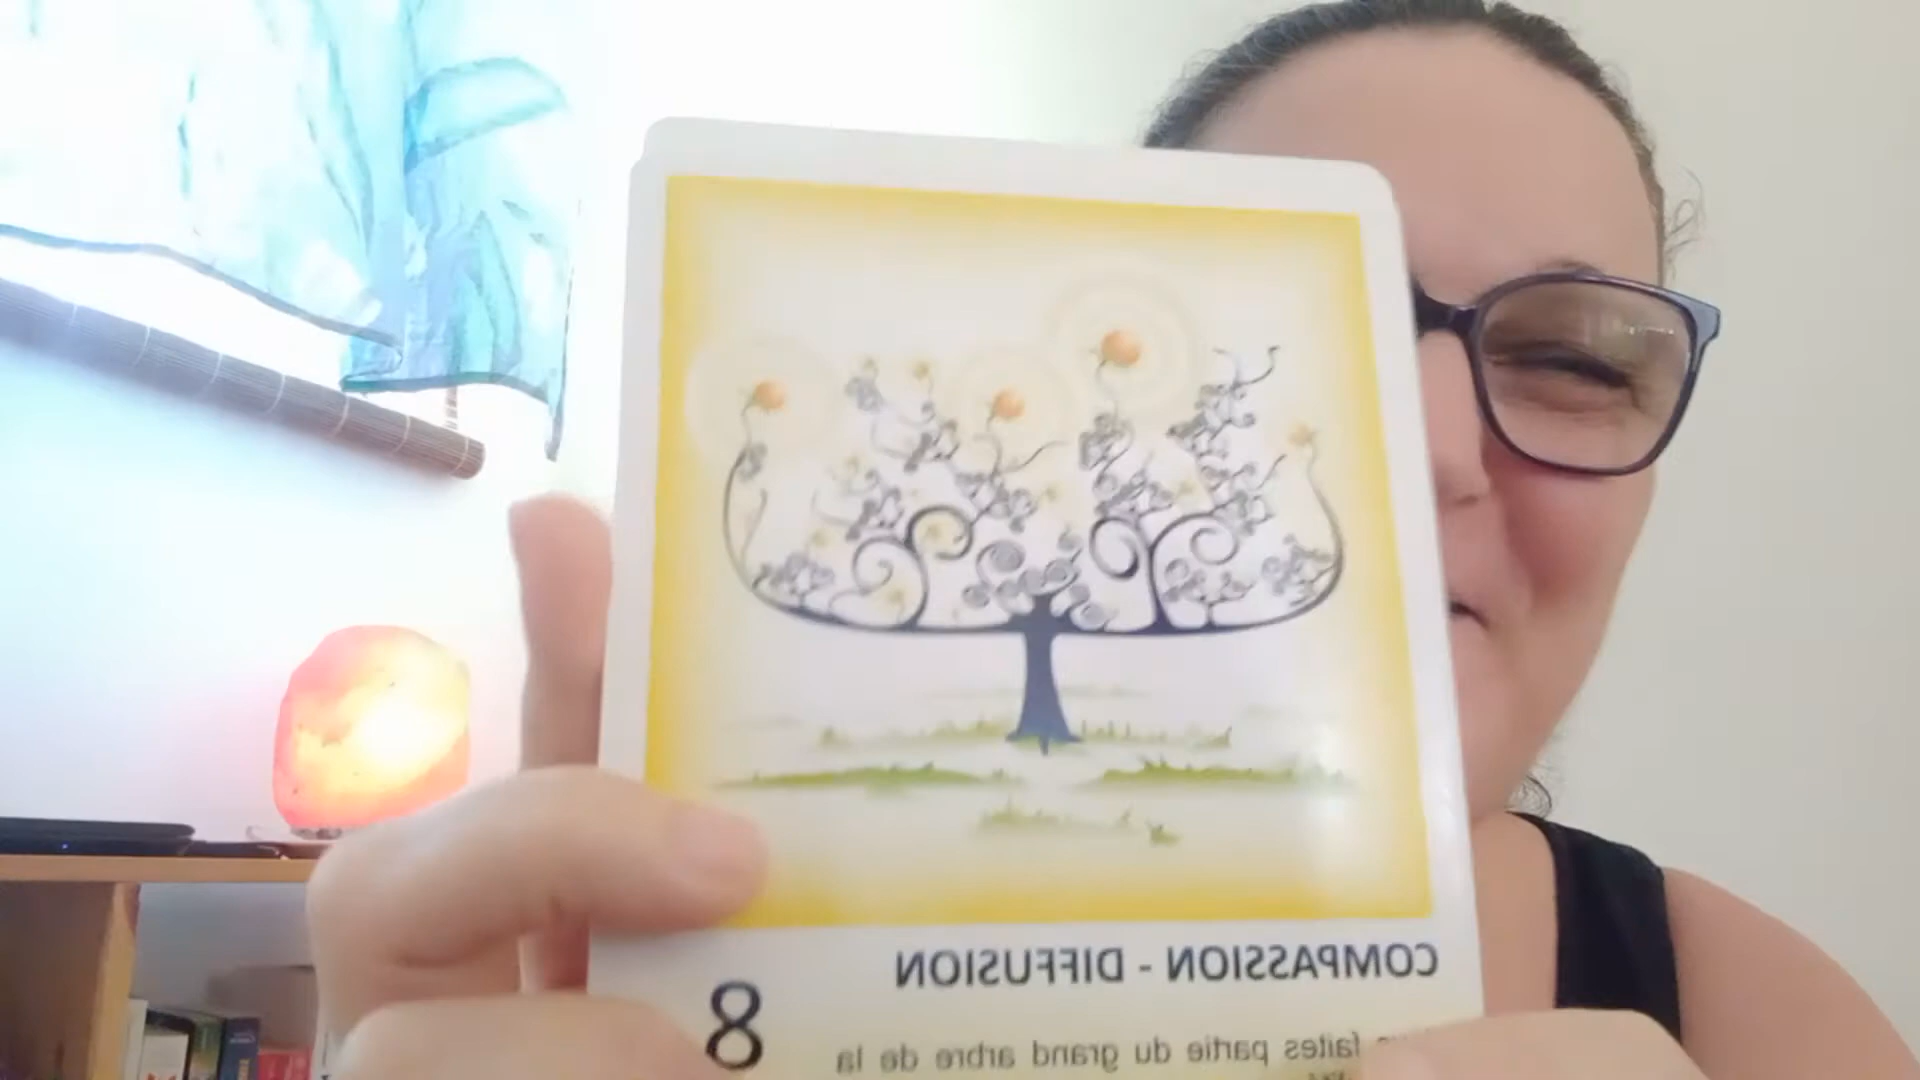 COMPASSION - DIFFUSION
8
faites partie du grand arbre de la